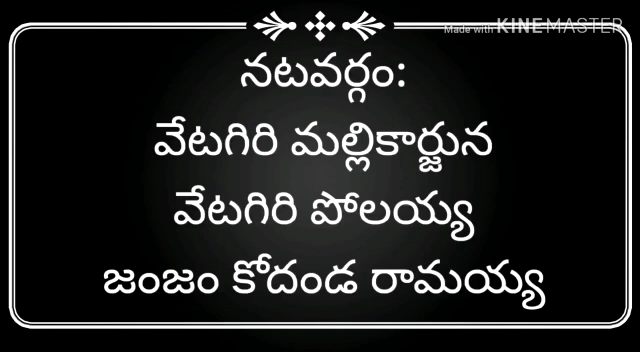 Made with KINEMASTER
నటవర్గం:
వేటగిరి మల్లికార్జున
వేటగిరి పోలయ్య
జంజం కోదండ రామయ్య